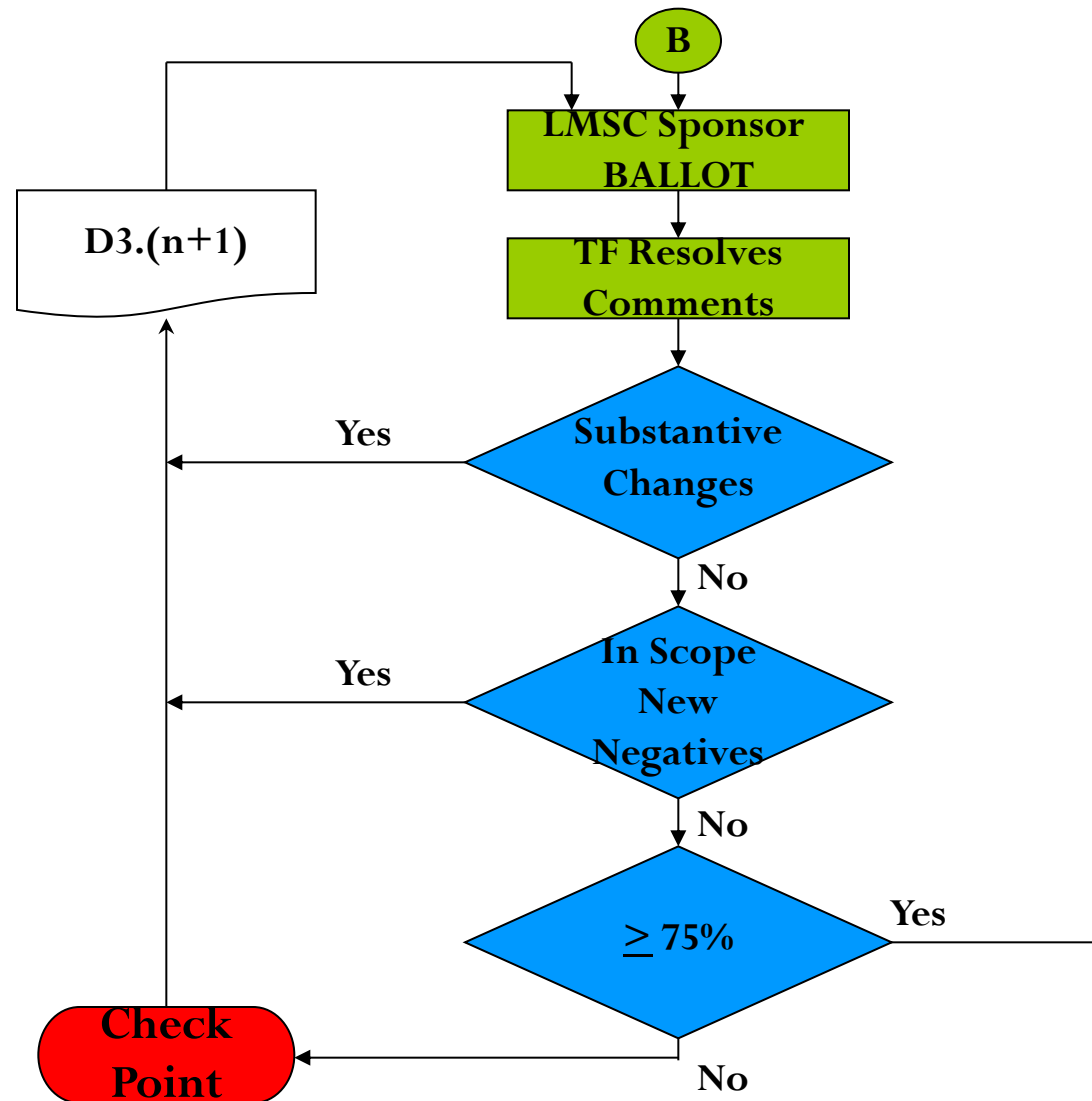 B
LMSC Sponsor
BALLOT
D3.(n+1)
TF Resolves
Comments
Yes
Substantive
Changes
No
Yes
In Scope
New
Negatives
No
≥ 75%
Yes
Check
Point
No